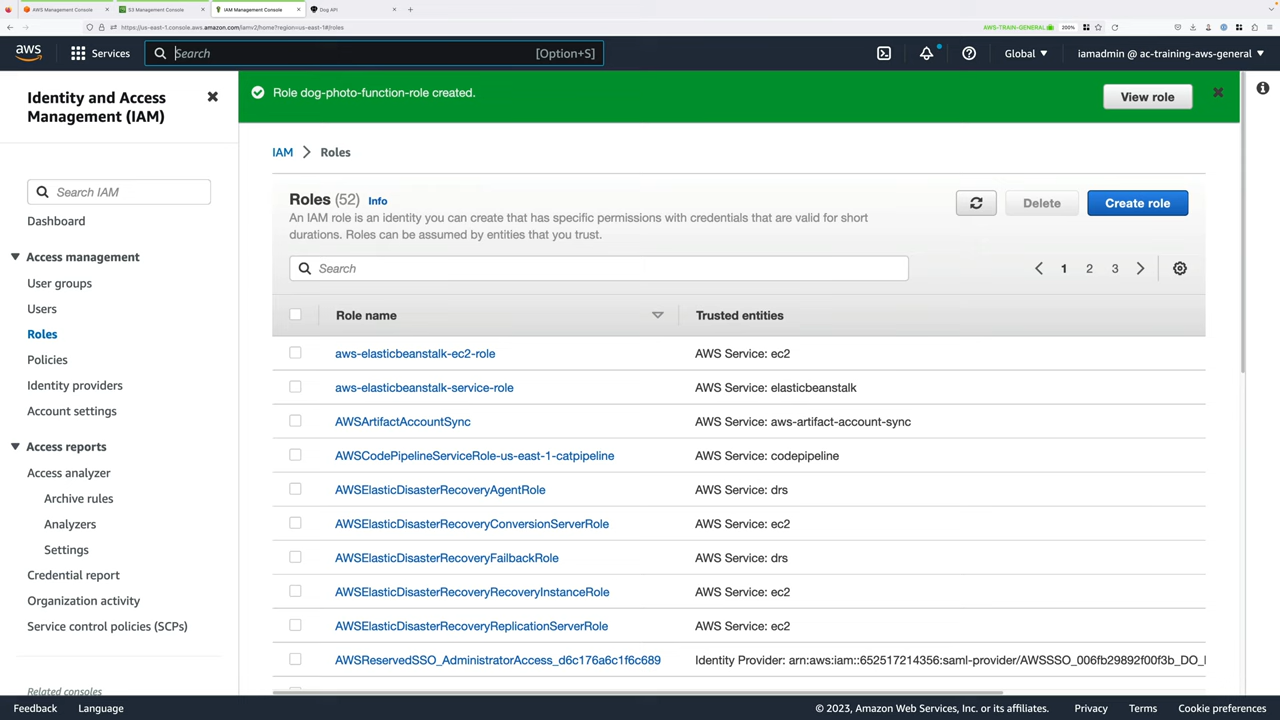 AWS Management Console
S3 Management Console
IAM Management Console
Dog API
https://us-east-1.console.aws.amazon.com/iamv2/home?region=us-east-1#/roles
AWS-TRAIN-GENERAL
200%
aws
Services
Search
[Option+S]
Global
iamadmin @ ac-training-aws-general
Identity and Access
Management (IAM)
Search IAM
Dashboard
Access management
User groups
Users
Roles
Policies
Identity providers
Account settings
Access reports
Access analyzer
Archive rules
Analyzers
Settings
Credential report
Organization activity
Service control policies (SCPs)
Related consoles
Role dog-photo-function-role created.
View role
IAM > Roles
Roles (52) Info
An IAM role is an identity you can create that has specific permissions with credentials that are valid for short
durations. Roles can be assumed by entities that you trust.
Delete
Create role
Search
1 2 3
Role name Trusted entities
aws-elasticbeanstalk-ec2-role AWS Service: ec2
aws-elasticbeanstalk-service-role AWS Service: elasticbeanstalk
AWSArtifactAccountSync AWS Service: aws-artifact-account-sync
AWSCodePipelineServiceRole-us-east-1-catpipeline AWS Service: codepipeline
AWSElasticDisasterRecoveryAgentRole AWS Service: drs
AWSElasticDisasterRecoveryConversionServerRole AWS Service: ec2
AWSElasticDisasterRecoveryFailbackRole AWS Service: drs
AWSElasticDisasterRecoveryRecoveryInstanceRole AWS Service: ec2
AWSElasticDisasterRecoveryReplicationServerRole AWS Service: ec2
AWSReservedSSO_AdministratorAccess_d6c176a6c1f6c689 Identity Provider: arn:aws:iam::652517214356:saml-provider/AWSSSO_006fb29892f00f3b_DO_
Feedback
Language
© 2023, Amazon Web Services, Inc. or its affiliates.
Privacy
Terms
Cookie preferences